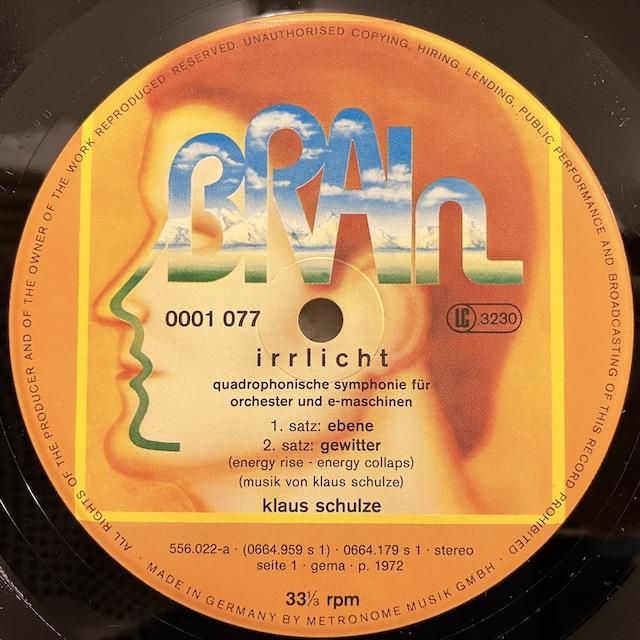 ALL RIGHTS OF THE PRODUCER AND OF THE OWNER OF THE WORK REPRODUCED RESERVED. UNAUTHORISED COPYING, HIRING, LENDING, PUBLIC PERFORMANCE AND BROADCASTING OF THIS RECORD PROHIBITED ·
BRAIn
0001 077
LC 3230
irrlicht
quadrophonische symphonie für
orchester und e-maschinen
1. satz: ebene
2. satz: gewitter
(energy rise - energy collaps)
(musik von klaus schulze)
klaus schulze
556.022-a · (0664.959 s 1) · 0664.179 s 1 · stereo
seite 1 · gema · p. 1972
33⅓ rpm
MADE IN GERMANY BY METRONOME MUSIK GMBH ·